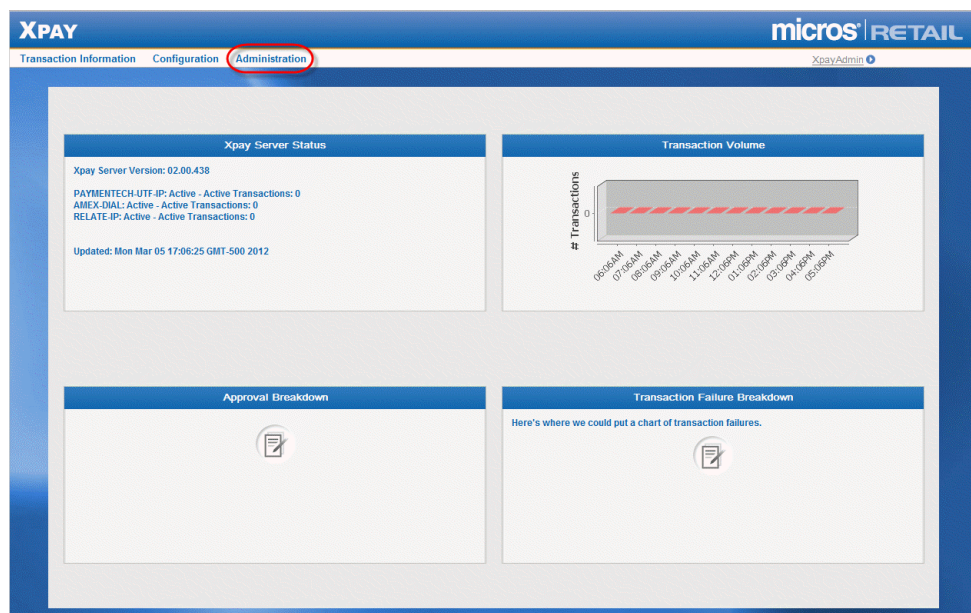 XPAY
micros RETAIL
Transaction Information Configuration Administration
XpayAdmin
Xpay Server Status
Xpay Server Version: 02.00.438
PAYMENTECH-UTF-IP: Active - Active Transactions: 0
AMEX-DIAL: Active - Active Transactions: 0
RELATE-IP: Active - Active Transactions: 0
Updated: Mon Mar 05 17:06:25 GMT-500 2012
Transaction Volume
# Transactions
0
06:06AM
07:06AM
08:06AM
09:06AM
10:06AM
11:06AM
12:06PM
01:06PM
02:06PM
03:06PM
04:06PM
05:06PM
Approval Breakdown
Transaction Failure Breakdown
Here's where we could put a chart of transaction failures.